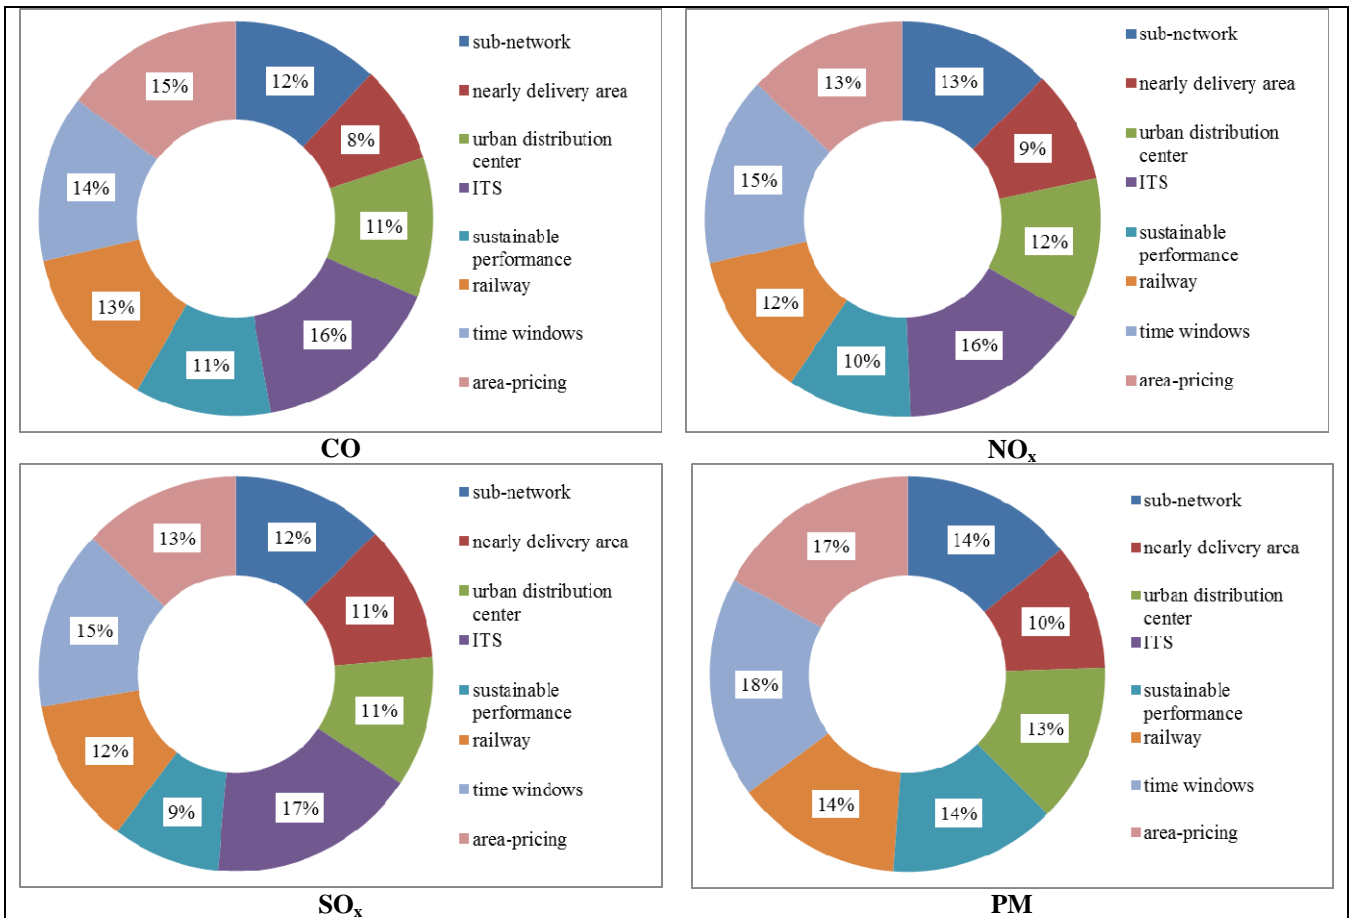 12%
8%
11%
16%
11%
13%
14%
15%
sub-network
nearly delivery area
urban distribution
center
ITS
sustainable
performance
railway
time windows
area-pricing
CO
13%
9%
12%
16%
10%
12%
15%
13%
sub-network
nearly delivery area
urban distribution
center
ITS
sustainable
performance
railway
time windows
area-pricing
NOₓ
12%
11%
11%
17%
9%
12%
15%
13%
sub-network
nearly delivery area
urban distribution
center
ITS
sustainable
performance
railway
time windows
area-pricing
SOₓ
14%
10%
13%
14%
14%
18%
17%
sub-network
nearly delivery area
urban distribution
center
ITS
sustainable
performance
railway
time windows
area-pricing
PM